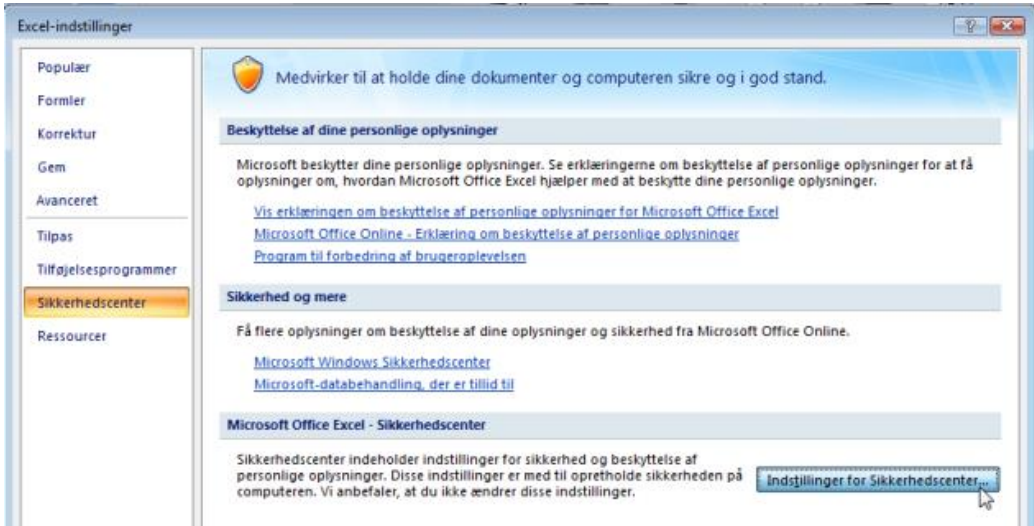 Excel-indstillinger
Populær
Formler
Korrektur
Gem
Avanceret
Tilpas
Tilføjelsesprogrammer
Sikkerhedscenter
Ressourcer
Medvirker til at holde dine dokumenter og computeren sikre og i god stand.
Beskyttelse af dine personlige oplysninger
Microsoft beskytter dine personlige oplysninger. Se erklæringerne om beskyttelse af personlige oplysninger for at få
oplysninger om, hvordan Microsoft Office Excel hjælper med at beskytte dine personlige oplysninger.
Vis erklæringen om beskyttelse af personlige oplysninger for Microsoft Office Excel
Microsoft Office Online - Erklæring om beskyttelse af personlige oplysninger
Program til forbedring af brugeroplevelsen
Sikkerhed og mere
Få flere oplysninger om beskyttelse af dine oplysninger og sikkerhed fra Microsoft Office Online.
Microsoft Windows Sikkerhedscenter
Microsoft-databehandling, der er tillid til
Microsoft Office Excel - Sikkerhedscenter
Sikkerhedscenter indeholder indstillinger for sikkerhed og beskyttelse af
personlige oplysninger. Disse indstillinger er med til opretholde sikkerheden på
computeren. Vi anbefaler, at du ikke ændrer disse indstillinger.
Indstillinger for Sikkerhedscenter...